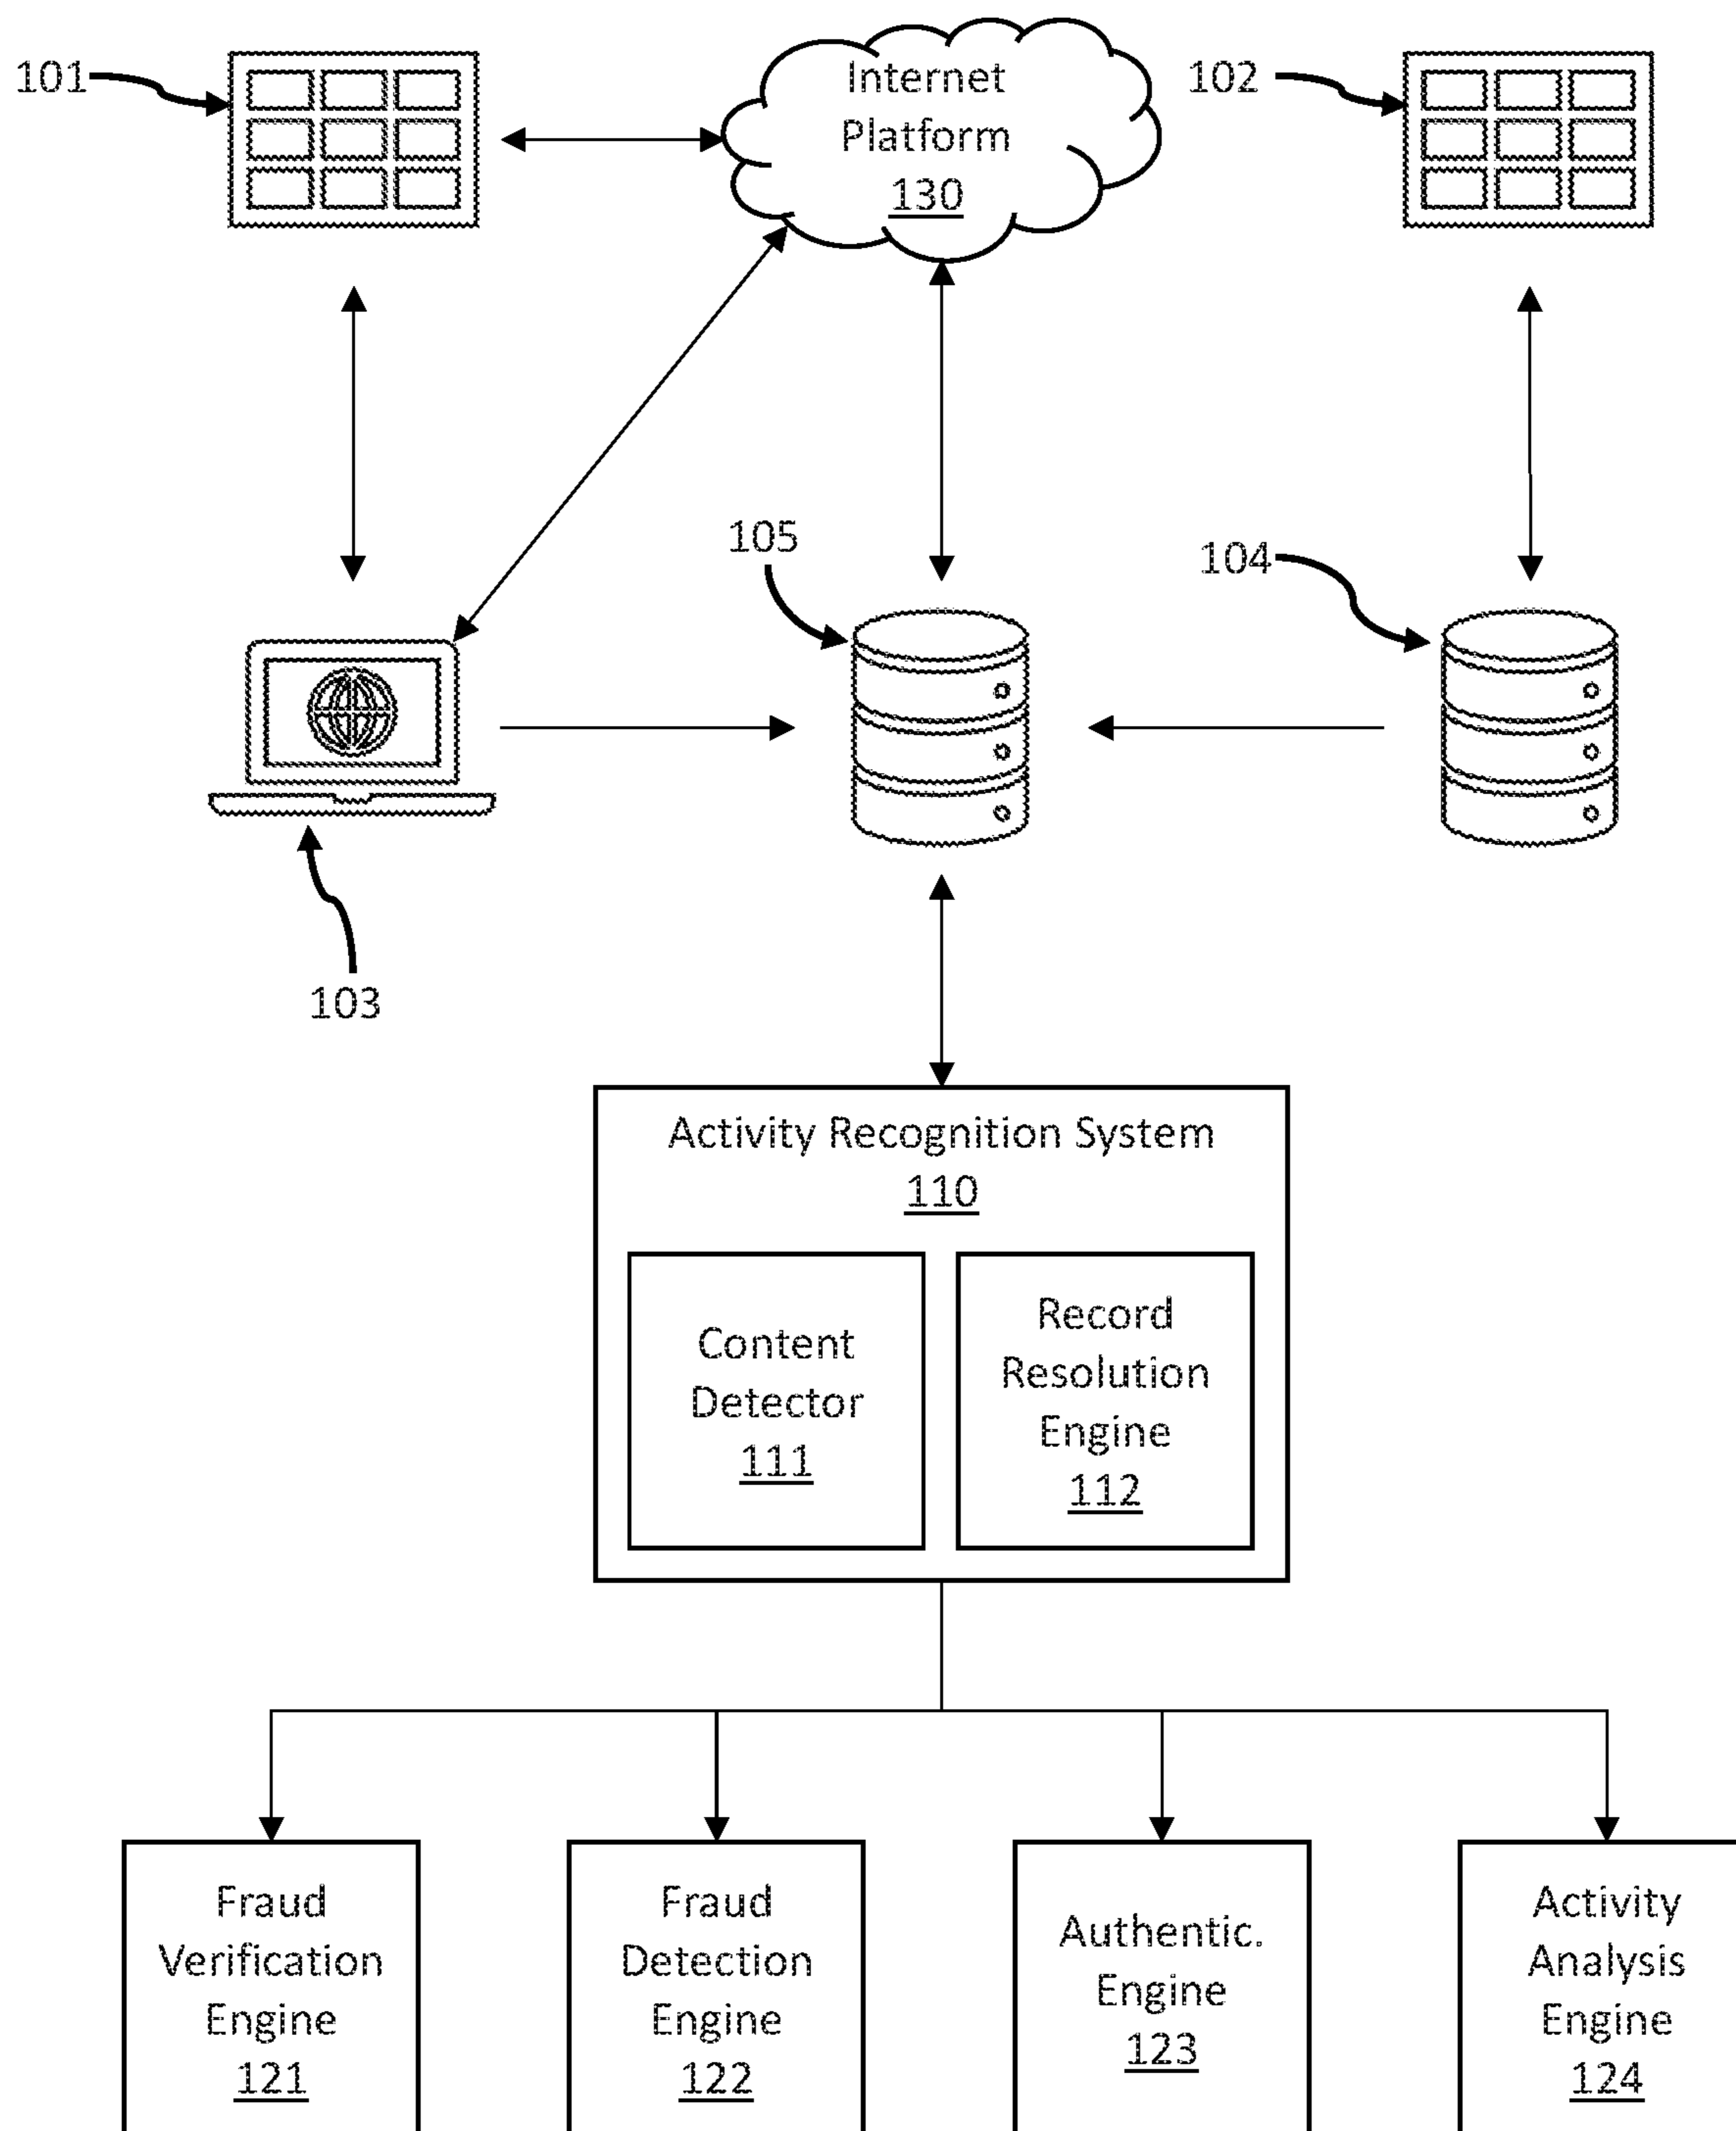 101
Internet
Platform
130
102
105
104
103
Activity Recognition System
110
Content
Detector
111
Record
Resolution
Engine
112
Fraud
Verification
Engine
121
Fraud
Detection
Engine
122
Authentic.
Engine
123
Activity
Analysis
Engine
124